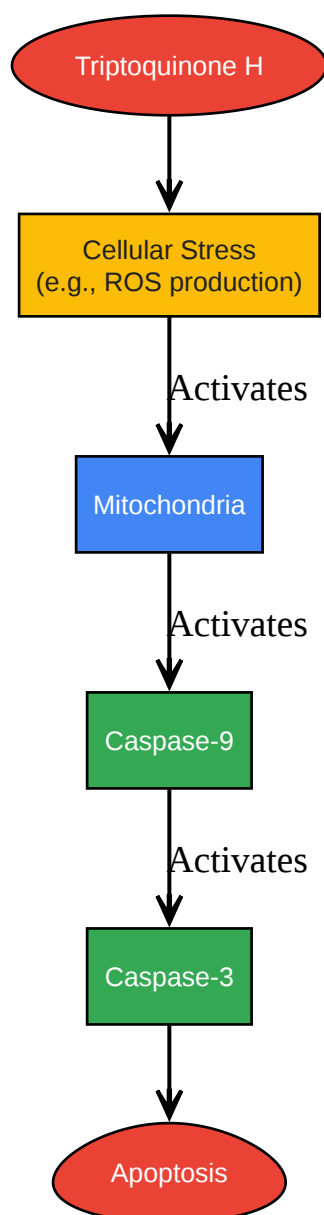 Triptoquinone H
Cellular Stress
(e.g., ROS production)
Activates
Mitochondria
Activates
Caspase-9
Activates
Caspase-3
Apoptosis